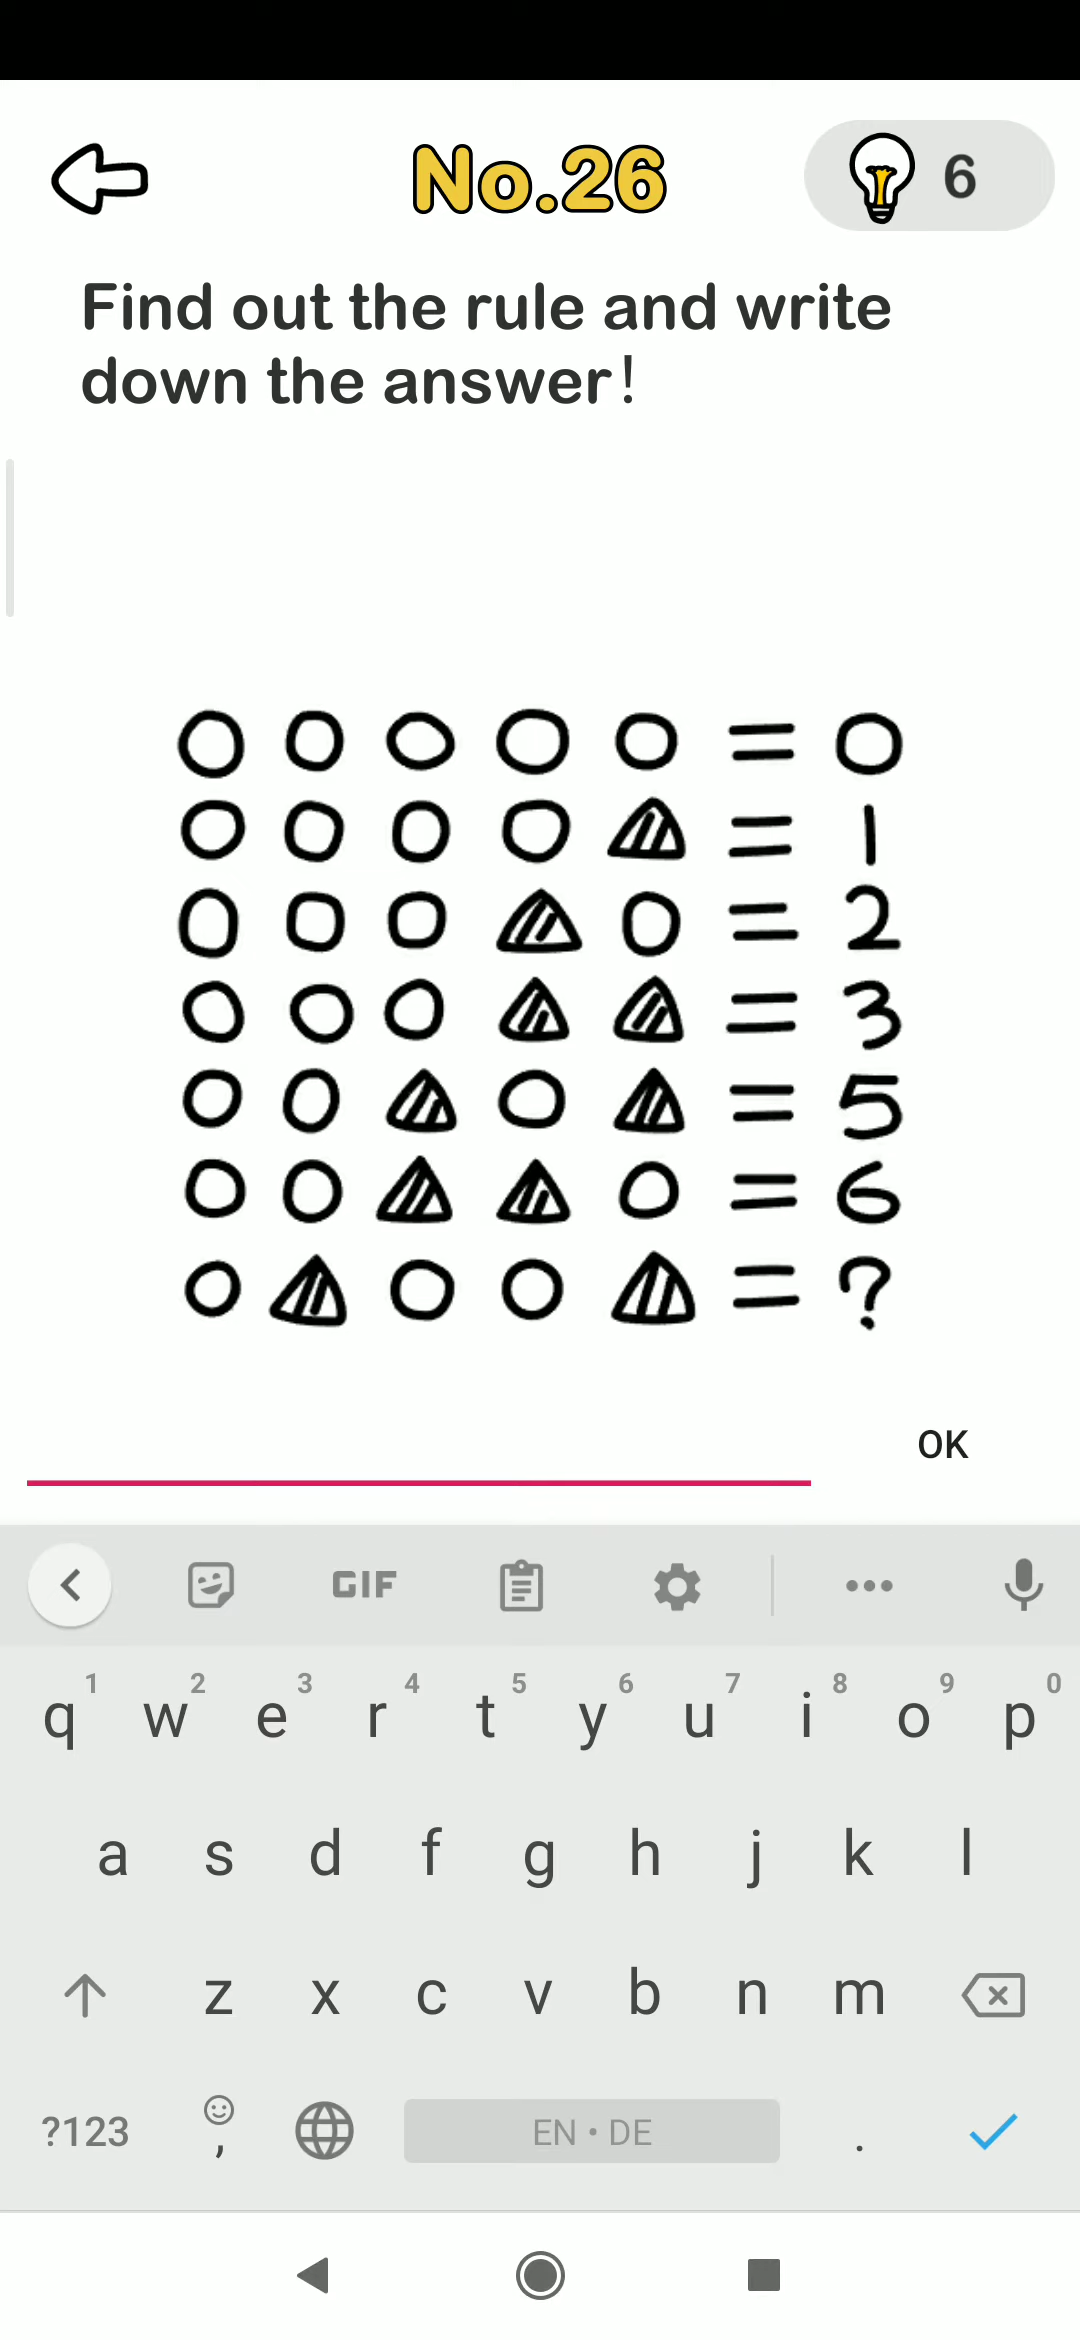 No.26
6
Find out the rule and write
down the answer!
○ ○ ○ ○ ○ = 0
○ ○ ○ ○ △ = 1
○ ○ ○ △ ○ = 2
○ ○ ○ △ △ = 3
○ ○ △ ○ △ = 5
○ ○ △ △ ○ = 6
○ △ ○ ○ △ = ?
OK
GIF
q 1 w 2 e 3 r 4 t 5 y 6 u 7 i 8 o 9 p 0
a s d f g h j k l
z x c v b n m
?123 , EN • DE .